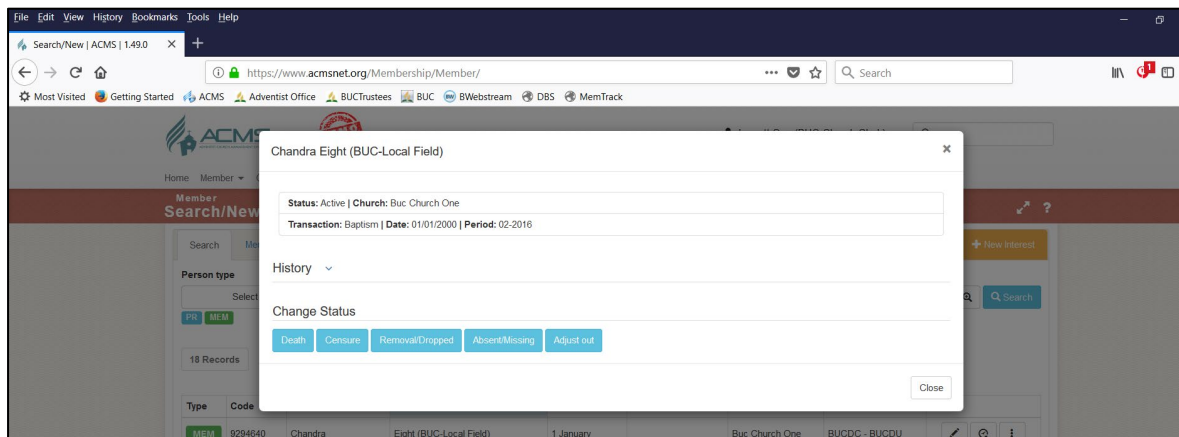 File Edit View History Bookmarks Tools Help
Search/New | ACMS | 1.49.0
https://www.acmsnet.org/Membership/Member/
Search
Most Visited Getting Started ACMS Adventist Office BUCTrustees BUC BWebstream DBS MemTrack
ACMS
Chandra Eight (BUC-Local Field)
Home Member
Member
Search/New
Status: Active | Church: Buc Church One
Transaction: Baptism | Date: 01/01/2000 | Period: 02-2016
Search
New Interest
History
Person type
Select
Search
PR MEM
Change Status
Death Censure Removal/Dropped Absent/Missing Adjust out
18 Records
Close
Type Code
MEM 9294640 Chandra Eight (BUC-Local Field) 1 January Buc Church One BUCDC - BUCDU